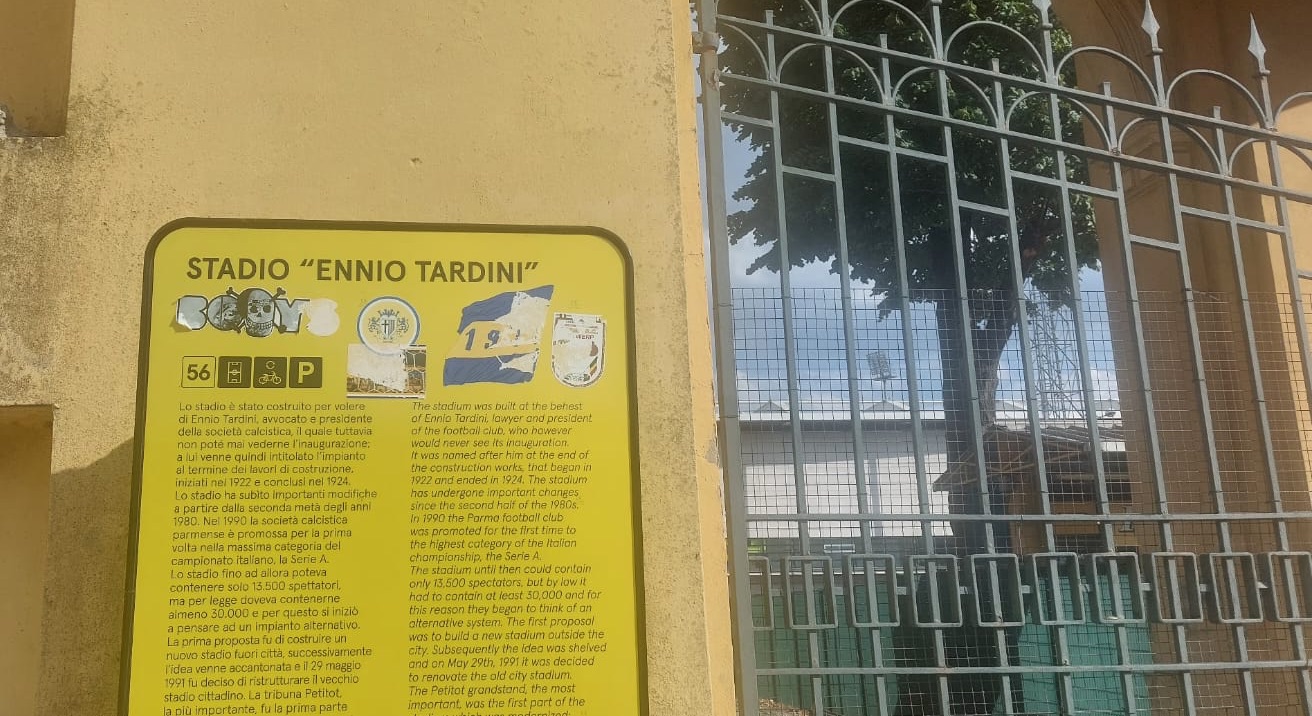 STADIO “ENNIO TARDINI”
BOYS
19
56
P
Lo stadio è stato costruito per volere
di Ennio Tardini, avvocato e presidente
della società calcistica, il quale tuttavia
non poté mai vederne l'inaugurazione;
a lui venne quindi intitolato l'impianto
al termine dei lavori di costruzione,
iniziati nel 1922 e conclusi nel 1924.
Lo stadio ha subito importanti modifiche
a partire dalla seconda metà degli anni
1980. Nel 1990 la società calcistica
parmense è promossa per la prima
volta nella massima categoria del
campionato italiano, la Serie A.
Lo stadio fino ad allora poteva
contenere solo 13.500 spettatori,
ma per legge doveva contenerne
almeno 30.000 e per questo si iniziò
a pensare ad un impianto alternativo.
La prima proposta fu di costruire un
nuovo stadio fuori città, successivamente
l'idea venne accantonata e il 29 maggio
1991 fu deciso di ristrutturare il vecchio
stadio cittadino. La tribuna Petitot,
la più importante, fu la prima parte
The stadium was built at the behest
of Ennio Tardini, lawyer and president
of the football club, who however
would never see its inauguration.
It was named after him at the end of
the construction works, that began in
1922 and ended in 1924. The stadium
has undergone important changes
since the second half of the 1980s.
In 1990 the Parma football club
was promoted for the first time to
the highest category of the Italian
championship, the Serie A.
The stadium until then could contain
only 13.500 spectators, but by low it
had to contain at least 30,000 and for
this reason they began to think of an
alternative system. The first proposal
was to build a new stadium outside the
city. Subsequently the idea was shelved
and on May 29th, 1991 it was decided
to renovate the old city stadium.
The Petitot grandstand, the most
important, was the first part of the